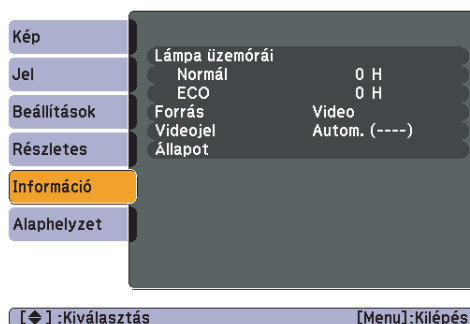 Kép
Jel
Beállítások
Részletes
Információ
Alaphelyzet
Lámpa üzemórái
Normál 0 H
ECO 0 H
Forrás Video
Videojel Autom. (----)
Állapot
[◆] :Kiválasztás [Menu]:Kilépés